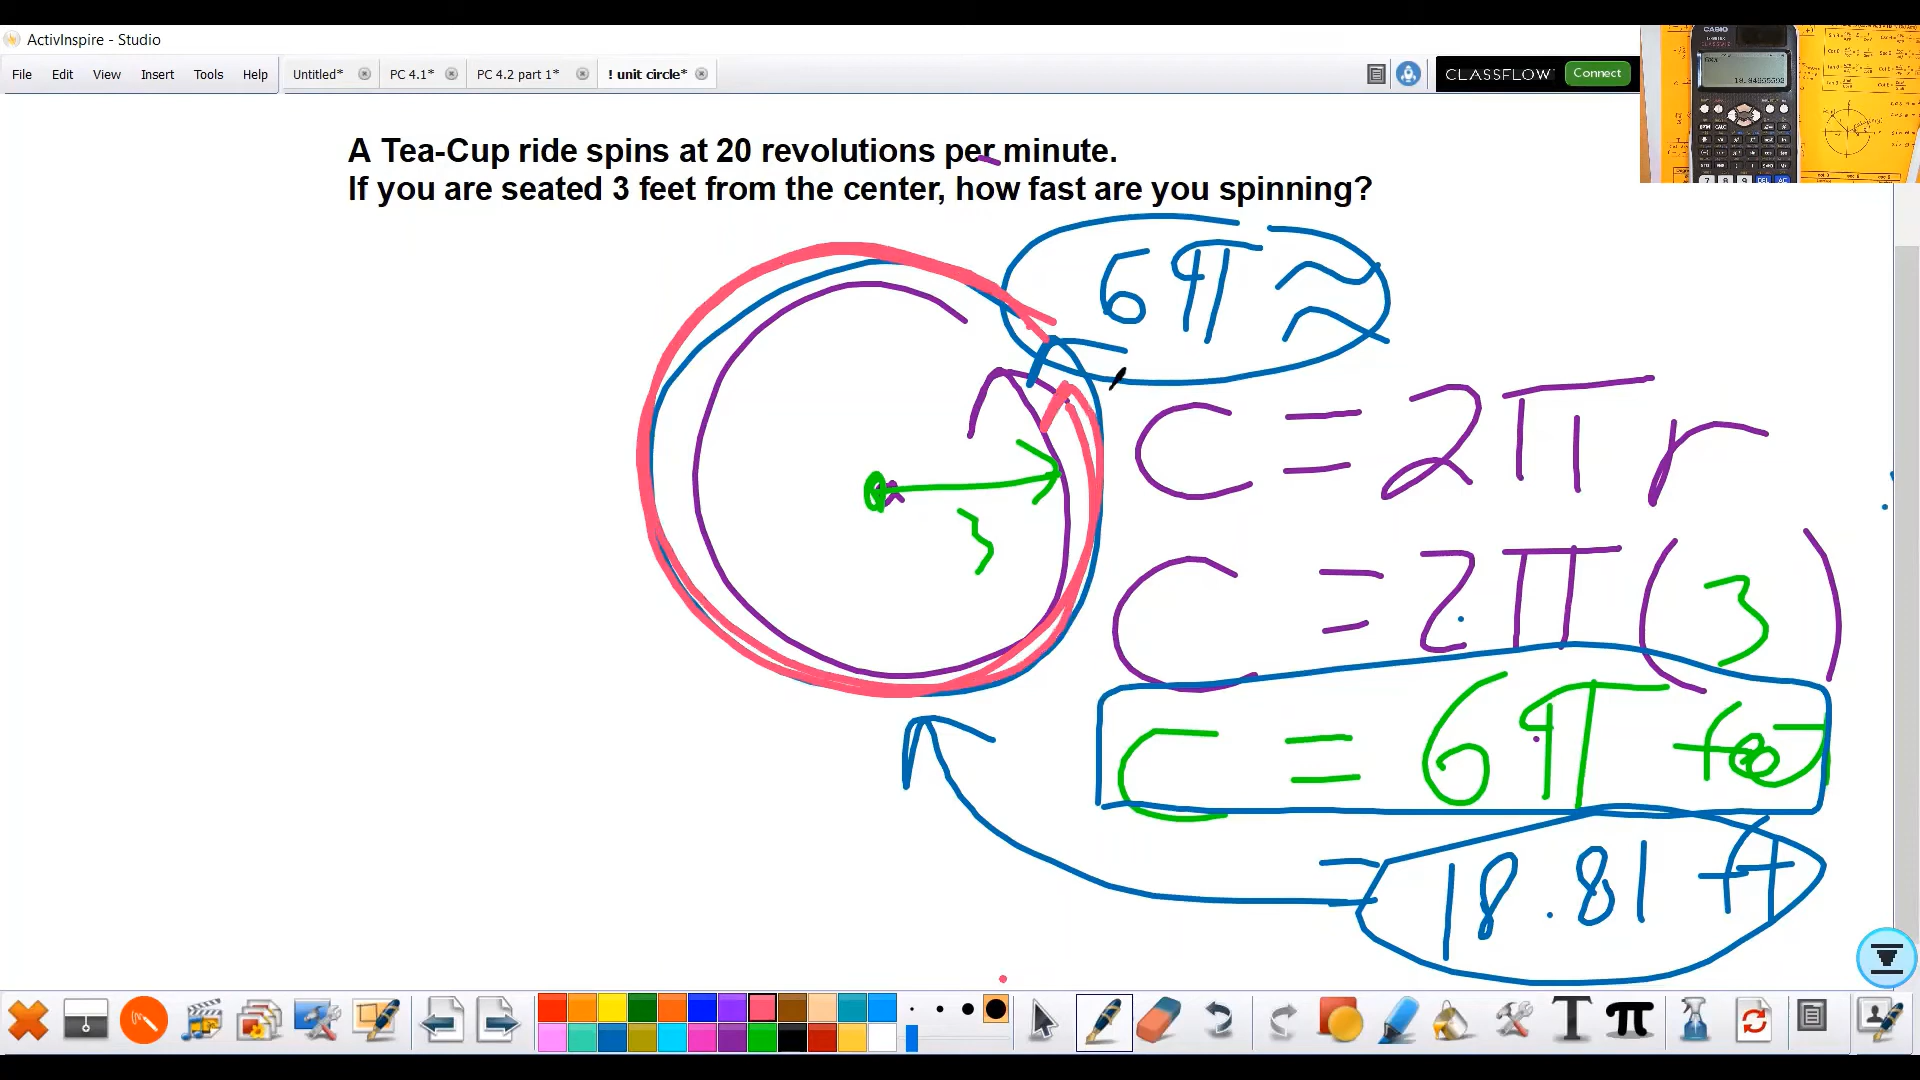 ActivInspire - Studio
File Edit View Insert Tools Help Untitled* PC 4.1* PC 4.2 part 1* ! unit circle* CLASSFLOW Connect
CASIO
A Tea-Cup ride spins at 20 revolutions per minute.
If you are seated 3 feet from the center, how fast are you spinning?
6π ≈
C = 2πr
3
C = 2π(3)
C = 6π feet
= 18.81 ft